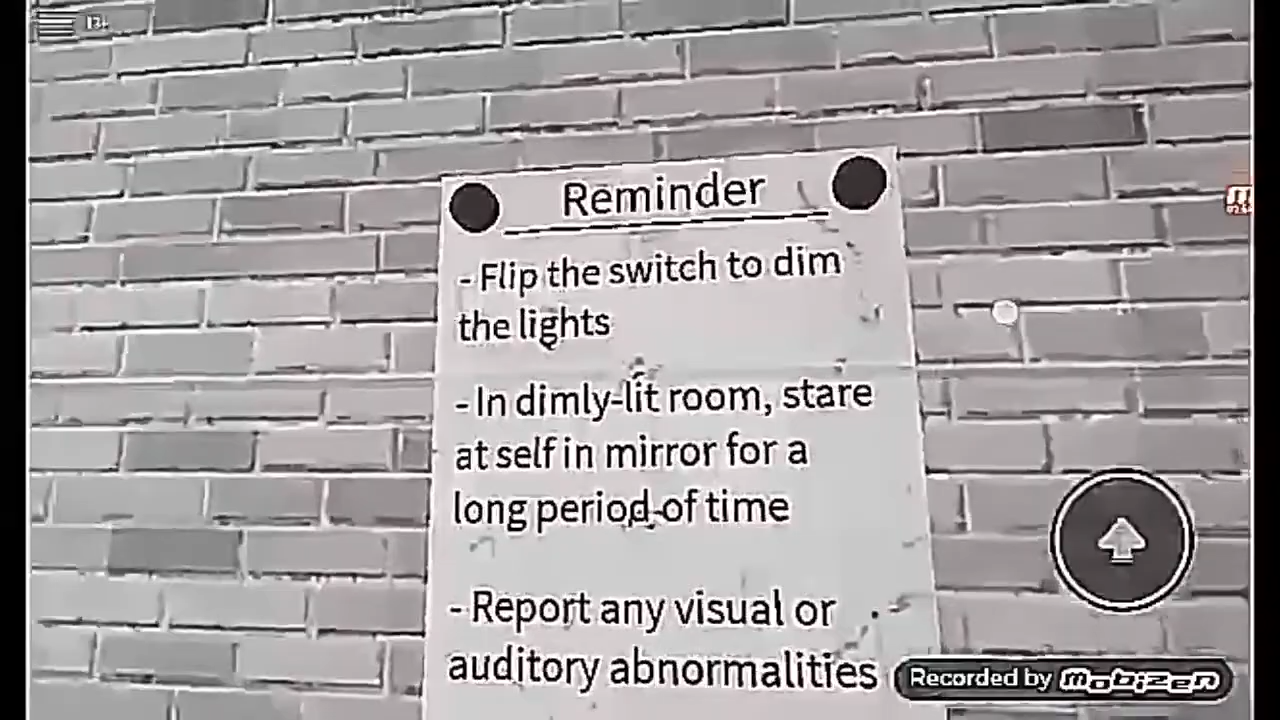 13+
Reminder
- Flip the switch to dim
the lights
- In dimly-lit room, stare
at self in mirror for a
long period of time
- Report any visual or
auditory abnormalities
Recorded by mobizen